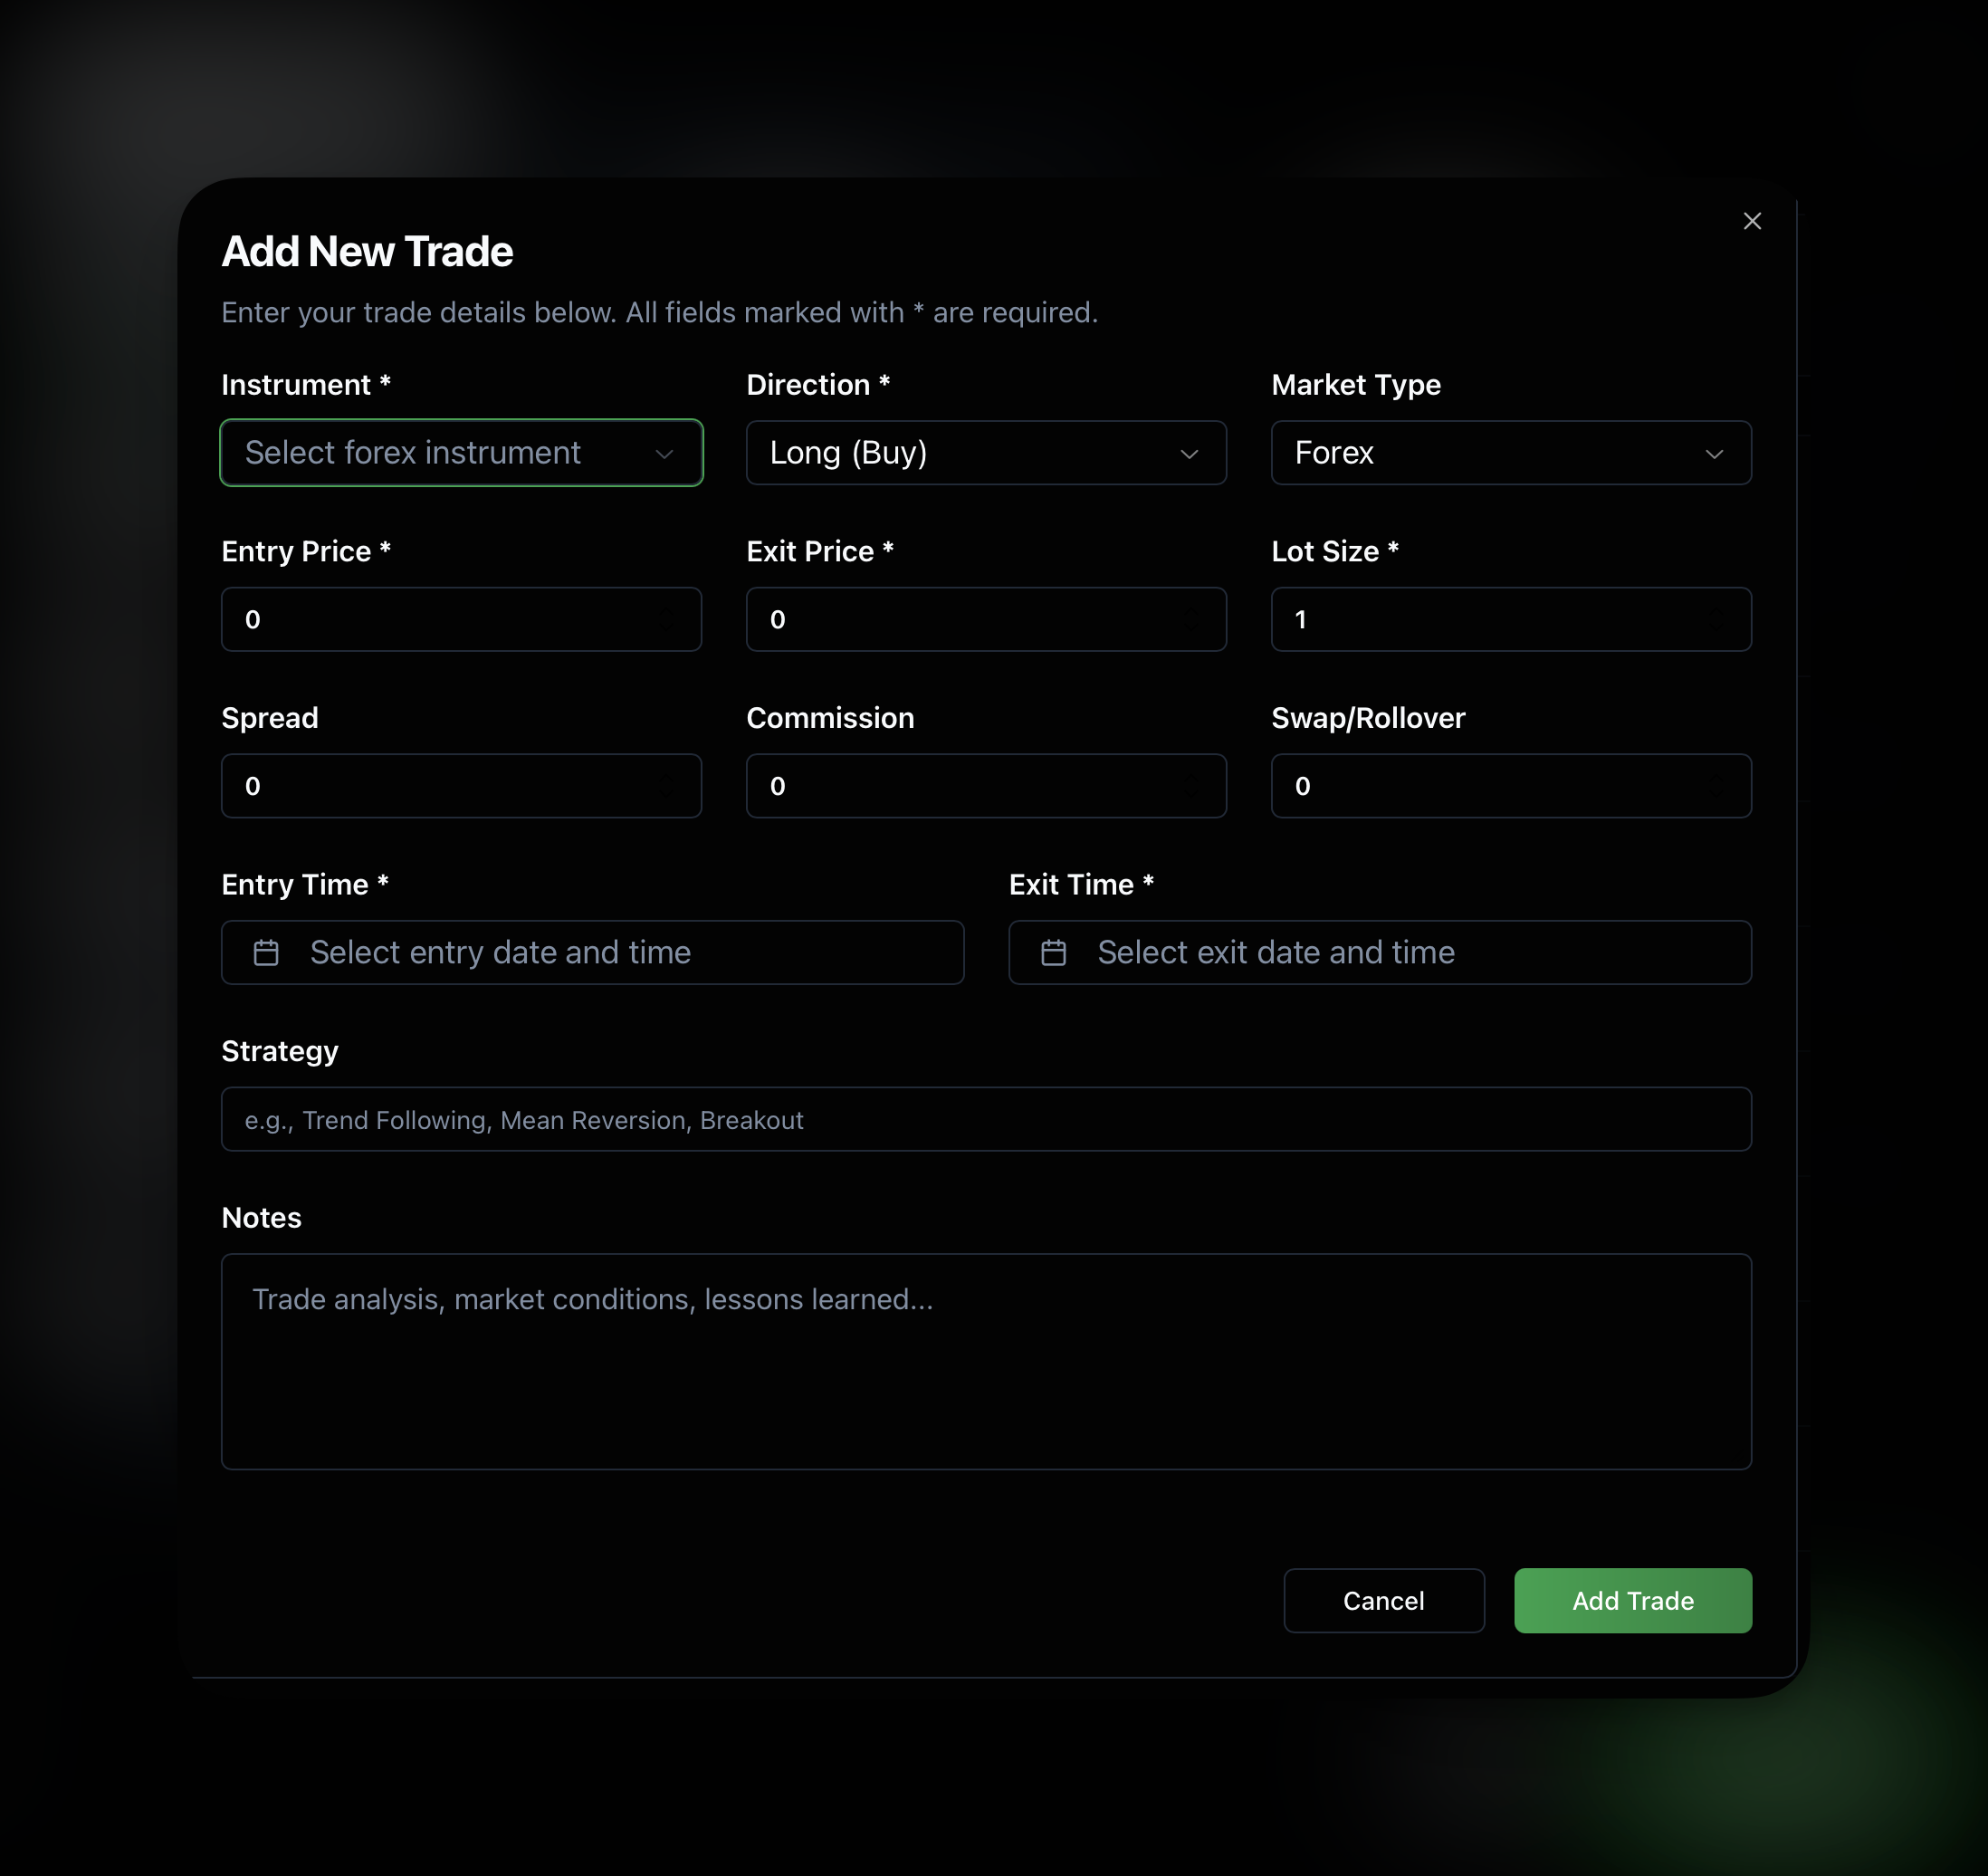 Add New Trade
Enter your trade details below. All fields marked with * are required.
Instrument *
Direction *
Market Type
Select forex instrument
Long (Buy)
Forex
Entry Price *
Exit Price *
Lot Size *
0
0
1
Spread
Commission
Swap/Rollover
0
0
0
Entry Time *
Exit Time *
Select entry date and time
Select exit date and time
Strategy
e.g., Trend Following, Mean Reversion, Breakout
Notes
Trade analysis, market conditions, lessons learned...
Cancel
Add Trade